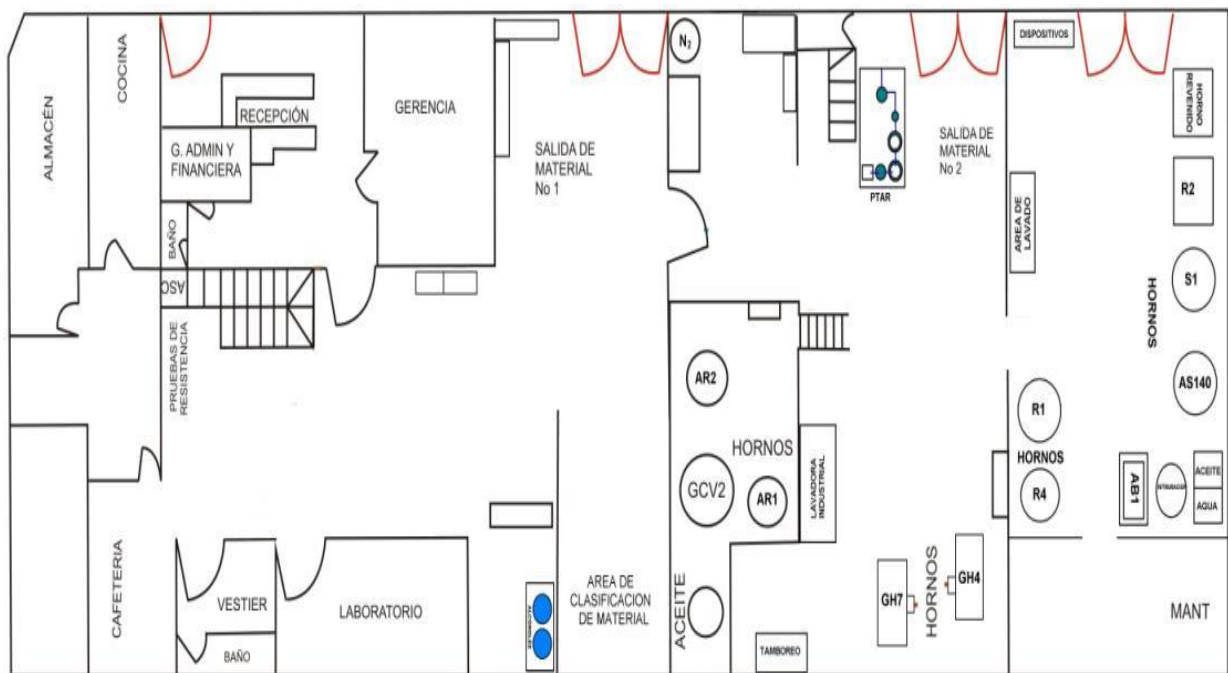 ALMACÉN
COCINA
RECEPCIÓN
G. ADMIN Y
FINANCIERA
BAÑO
ASC
GERENCIA
SALIDA DE
MATERIAL
No 1
N2
PTAR
SALIDA DE
MATERIAL
No 2
DISPOSITIVOS
HORNO
REVENIDO
R2
AREA DE
LAVADO
S1
HORNOS
AS140
PRUEBAS DE
RESISTENCIA
AR2
HORNOS
GCV2
AR1
LAVADORA
INDUSTRIAL
R1
HORNOS
R4
AB1
ACEITE
AQUA
CAFETERIA
VESTIER
BAÑO
LABORATORIO
AREA DE
CLASIFICACION
DE MATERIAL
ACEITE
TAMBOREO
GH7
HORNOS
GH4
MANT